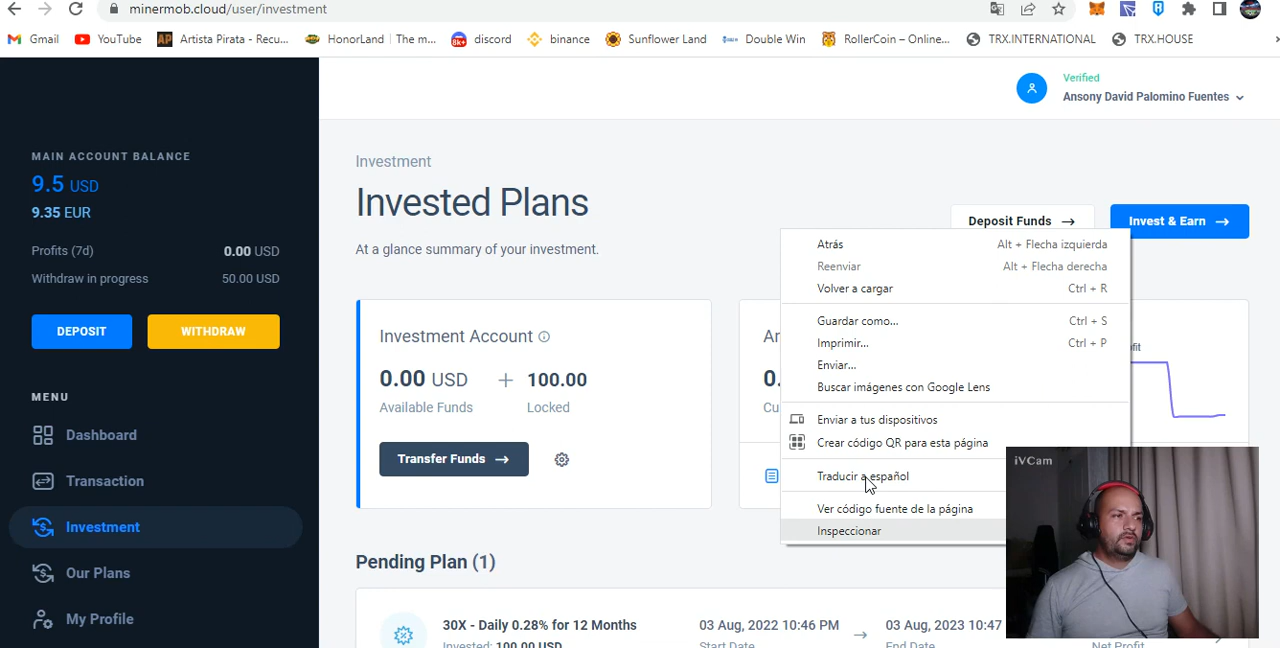 minermob.cloud/user/investment
Gmail YouTube Artista Pirata - Recu... HonorLand | The m... discord binance Sunflower Land Double Win RollerCoin – Online... TRX.INTERNATIONAL TRX.HOUSE
Verified
Ansony David Palomino Fuentes
MAIN ACCOUNT BALANCE
9.5 USD
9.35 EUR
Profits (7d) 0.00 USD
Withdraw in progress 50.00 USD
DEPOSIT WITHDRAW
MENU
Dashboard
Transaction
Investment
Our Plans
My Profile
Investment
Invested Plans
At a glance summary of your investment.
Deposit Funds → Invest & Earn →
Investment Account
0.00 USD + 100.00
Available Funds Locked
Transfer Funds →
Atrás Alt + Flecha izquierda
Reenviar Alt + Flecha derecha
Volver a cargar Ctrl + R
Guardar como... Ctrl + S
Imprimir... Ctrl + P
Enviar...
Buscar imágenes con Google Lens
Enviar a tus dispositivos
Crear código QR para esta página
Traducir a español
Ver código fuente de la página
Inspeccionar
iVCam
Pending Plan (1)
30X - Daily 0.28% for 12 Months 03 Aug, 2022 10:46 PM → 03 Aug, 2023 10:47
Invested: 100.00 USD Start Date End Date Net Profit